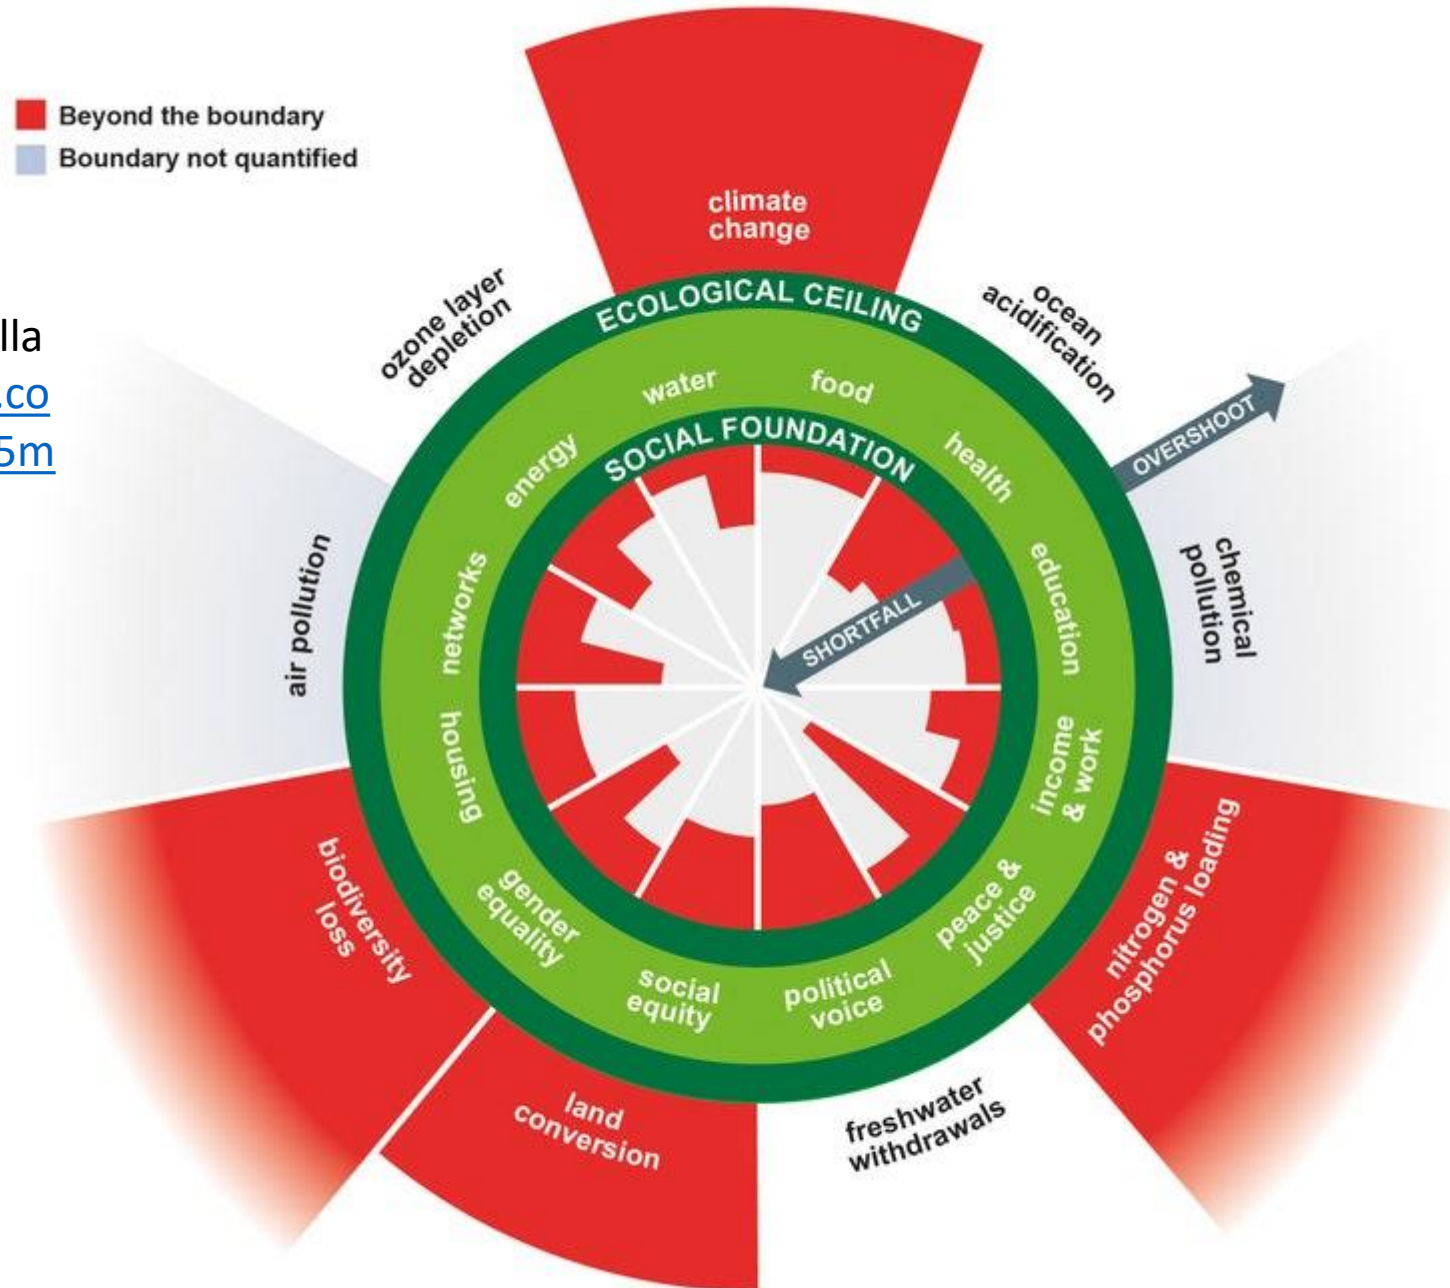 Beyond the boundary
Boundary not quantified
lla
.co
5m
climate
change
ECOLOGICAL CEILING
ozone layer
depletion
ocean
acidification
water
food
SOCIAL FOUNDATION
energy
health
OVERSHOOT
air pollution
networks
SHORTFALL
education
chemical
pollution
housing
income
& work
biodiversity
loss
gender
equality
social
equity
political
voice
peace &
justice
nitrogen &
phosphorus loading
land
conversion
freshwater
withdrawals